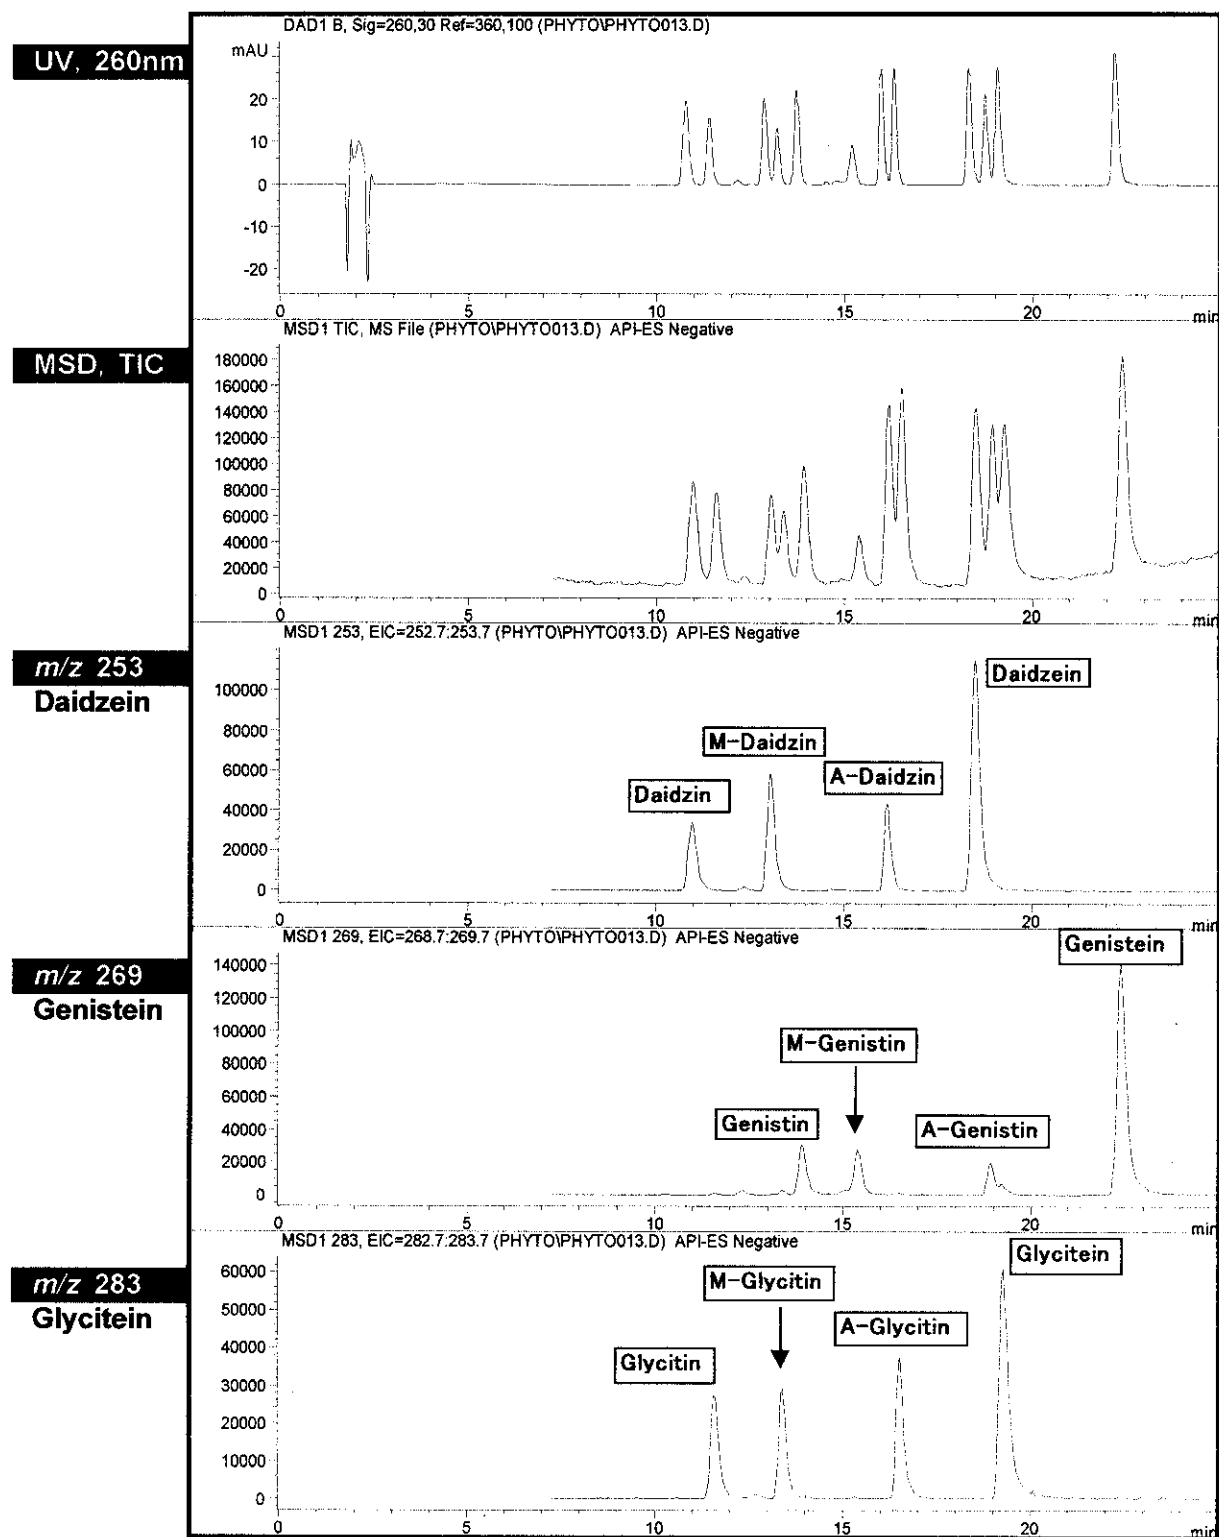 DAD1 B, Sig=260,30 Ref=360,100 (PHYTO\PHYTO013.D)
UV, 260nm
mAU
20
10
0
-10
-20
0 5 10 15 20 min
MSD1 TIC, MS File (PHYTO\PHYTO013.D) API-ES Negative
MSD, TIC
180000
160000
140000
120000
100000
80000
60000
40000
20000
0
0 5 10 15 20 min
MSD1 253, EIC=252.7:253.7 (PHYTO\PHYTO013.D) API-ES Negative
m/z 253
Daidzein
Daidzein
M-Daidzin
A-Daidzin
Daidzin
100000
80000
60000
40000
20000
0
0 5 10 15 20 min
MSD1 269, EIC=268.7:269.7 (PHYTO\PHYTO013.D) API-ES Negative
m/z 269
Genistein
Genistein
M-Genistin
Genistin
A-Genistin
140000
120000
100000
80000
60000
40000
20000
0
0 5 10 15 20 min
MSD1 283, EIC=282.7:283.7 (PHYTO\PHYTO013.D) API-ES Negative
m/z 283
Glycitein
Glycitein
M-Glycitin
A-Glycitin
Glycitin
60000
50000
40000
30000
20000
10000
0
0 5 10 15 20 min